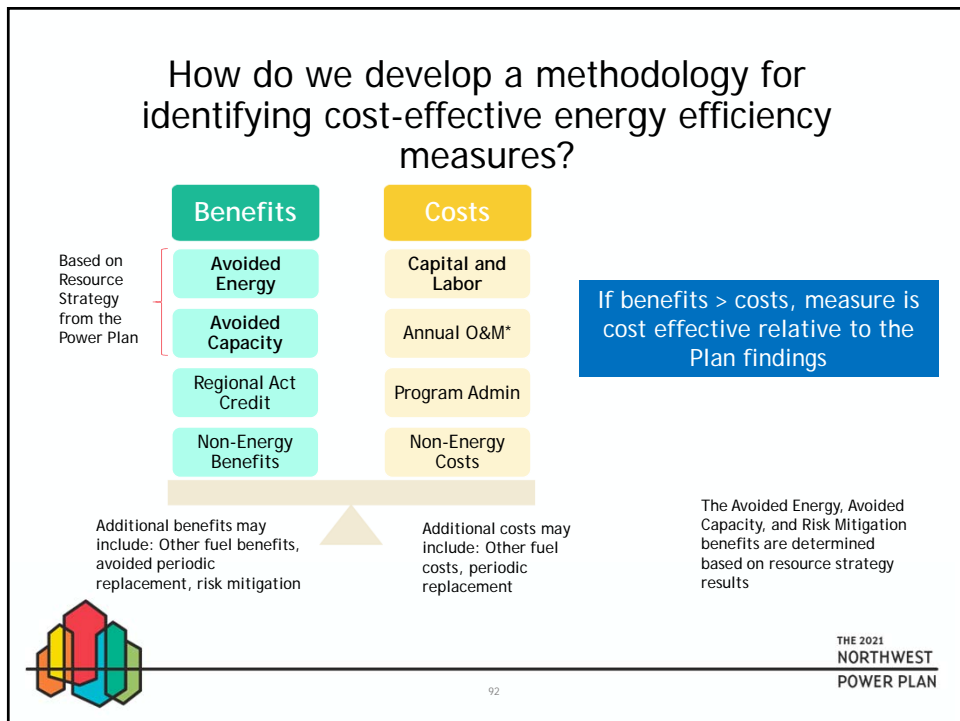 How do we develop a methodology for
identifying cost-effective energy efficiency
measures?
Benefits
Costs
Based on
Resource
Strategy
from the
Power Plan
Avoided
Energy
Capital and
Labor
Avoided
Capacity
Annual O&M*
Regional Act
Credit
Program Admin
Non-Energy
Benefits
Non-Energy
Costs
If benefits > costs, measure is
cost effective relative to the
Plan findings
Additional benefits may
include: Other fuel benefits,
avoided periodic
replacement, risk mitigation
Additional costs may
include: Other fuel
costs, periodic
replacement
The Avoided Energy, Avoided
Capacity, and Risk Mitigation
benefits are determined
based on resource strategy
results
92
THE 2021
NORTHWEST
POWER PLAN